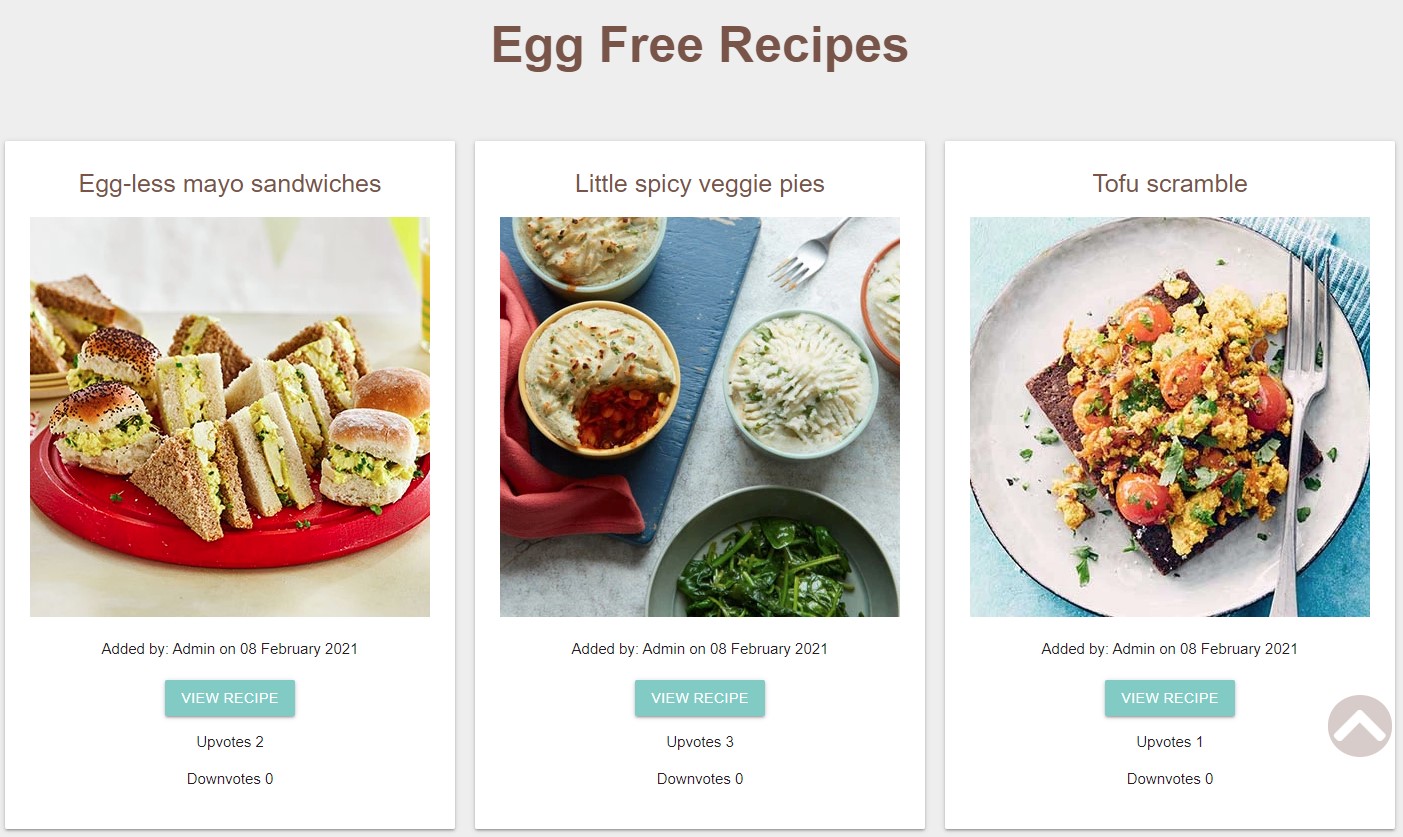 Egg Free Recipes
Egg-less mayo sandwiches
Added by: Admin on 08 February 2021
VIEW RECIPE
Upvotes 2
Downvotes 0
Little spicy veggie pies
Added by: Admin on 08 February 2021
VIEW RECIPE
Upvotes 3
Downvotes 0
Tofu scramble
Added by: Admin on 08 February 2021
VIEW RECIPE
Upvotes 1
Downvotes 0